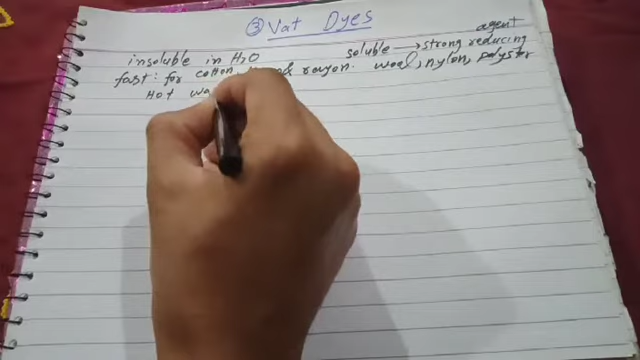 ③ Vat Dyes
agent
insoluble in H₂O soluble → strong reducing
fast : for cotton, & rayon. wool, nylon, polyster
Hot